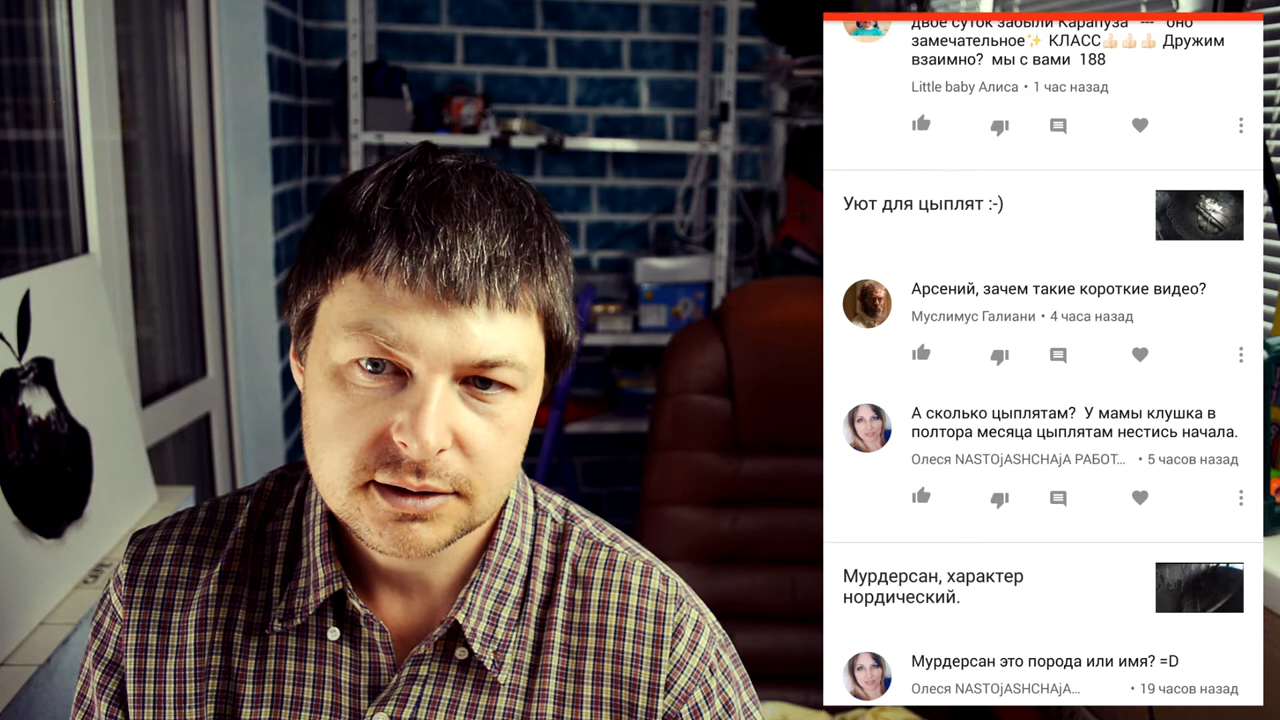 двое суток забыли Карапуза --- оно
замечательное✨ КЛАСС👍🏻👍🏻👍🏻 Дружим
взаимно? мы с вами 188
Little baby Алиса • 1 час назад
Уют для цыплят :-)
Арсений, зачем такие короткие видео?
Муслимус Галиани • 4 часа назад
А сколько цыплятам? У мамы клушка в
полтора месяца цыплятам нестись начала.
Олеся NASTOjASHCHAjA РАБОТ... • 5 часов назад
Мурдерсан, характер
нордический.
Мурдерсан это порода или имя? =D
Олеся NASTOjASHCHAjA... • 19 часов назад